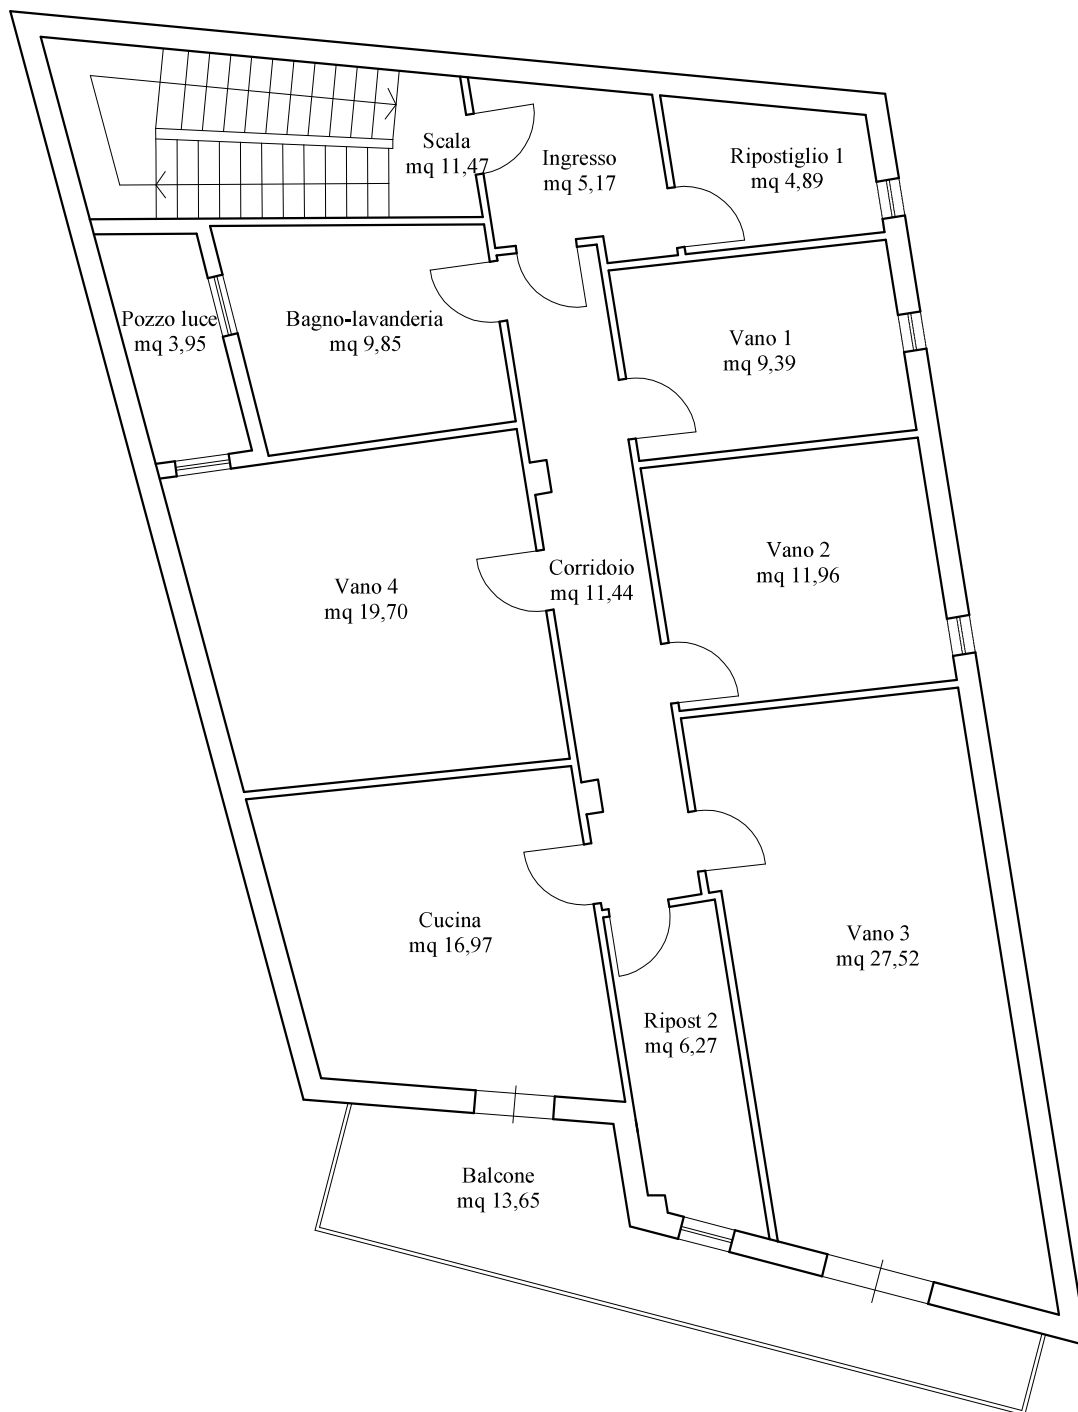 Scala
mq 11,47
Ingresso
mq 5,17
Ripostiglio 1
mq 4,89
Pozzo luce
mq 3,95
Bagno-lavanderia
mq 9,85
Vano 1
mq 9,39
Vano 4
mq 19,70
Corridoio
mq 11,44
Vano 2
mq 11,96
Cucina
mq 16,97
Vano 3
mq 27,52
Ripost 2
mq 6,27
Balcone
mq 13,65